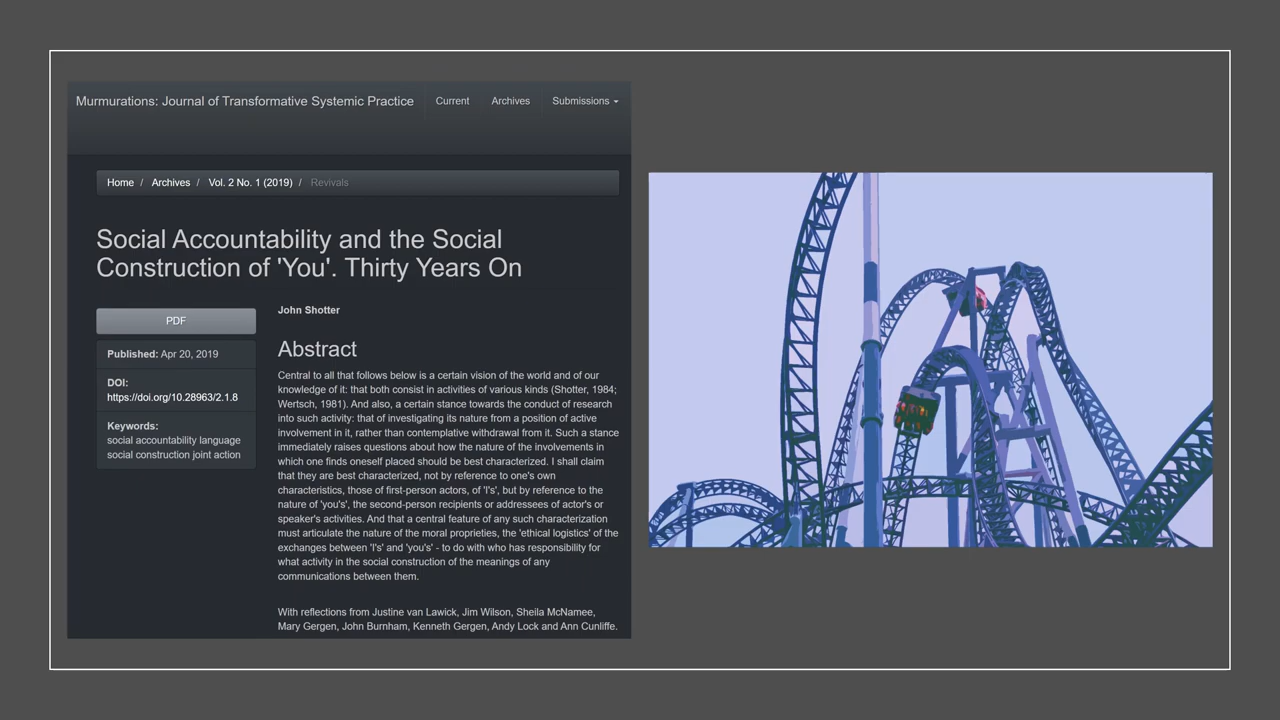 Murmurations: Journal of Transformative Systemic Practice Current Archives Submissions
Home / Archives / Vol. 2 No. 1 (2019) / Revivals
Social Accountability and the Social
Construction of 'You'. Thirty Years On
PDF
Published: Apr 20, 2019
DOI:
https://doi.org/10.28963/2.1.8
Keywords:
social accountability language
social construction joint action
John Shotter
Abstract
Central to all that follows below is a certain vision of the world and of our
knowledge of it: that both consist in activities of various kinds (Shotter, 1984;
Wertsch, 1981). And also, a certain stance towards the conduct of research
into such activity: that of investigating its nature from a position of active
involvement in it, rather than contemplative withdrawal from it. Such a stance
immediately raises questions about how the nature of the involvements in
which one finds oneself placed should be best characterized. I shall claim
that they are best characterized, not by reference to one's own
characteristics, those of first-person actors, of 'I's', but by reference to the
nature of 'you's', the second-person recipients or addressees of actor's or
speaker's activities. And that a central feature of any such characterization
must articulate the nature of the moral proprieties, the 'ethical logistics' of the
exchanges between 'I's' and 'you's' - to do with who has responsibility for
what activity in the social construction of the meanings of any
communications between them.
With reflections from Justine van Lawick, Jim Wilson, Sheila McNamee,
Mary Gergen, John Burnham, Kenneth Gergen, Andy Lock and Ann Cunliffe.